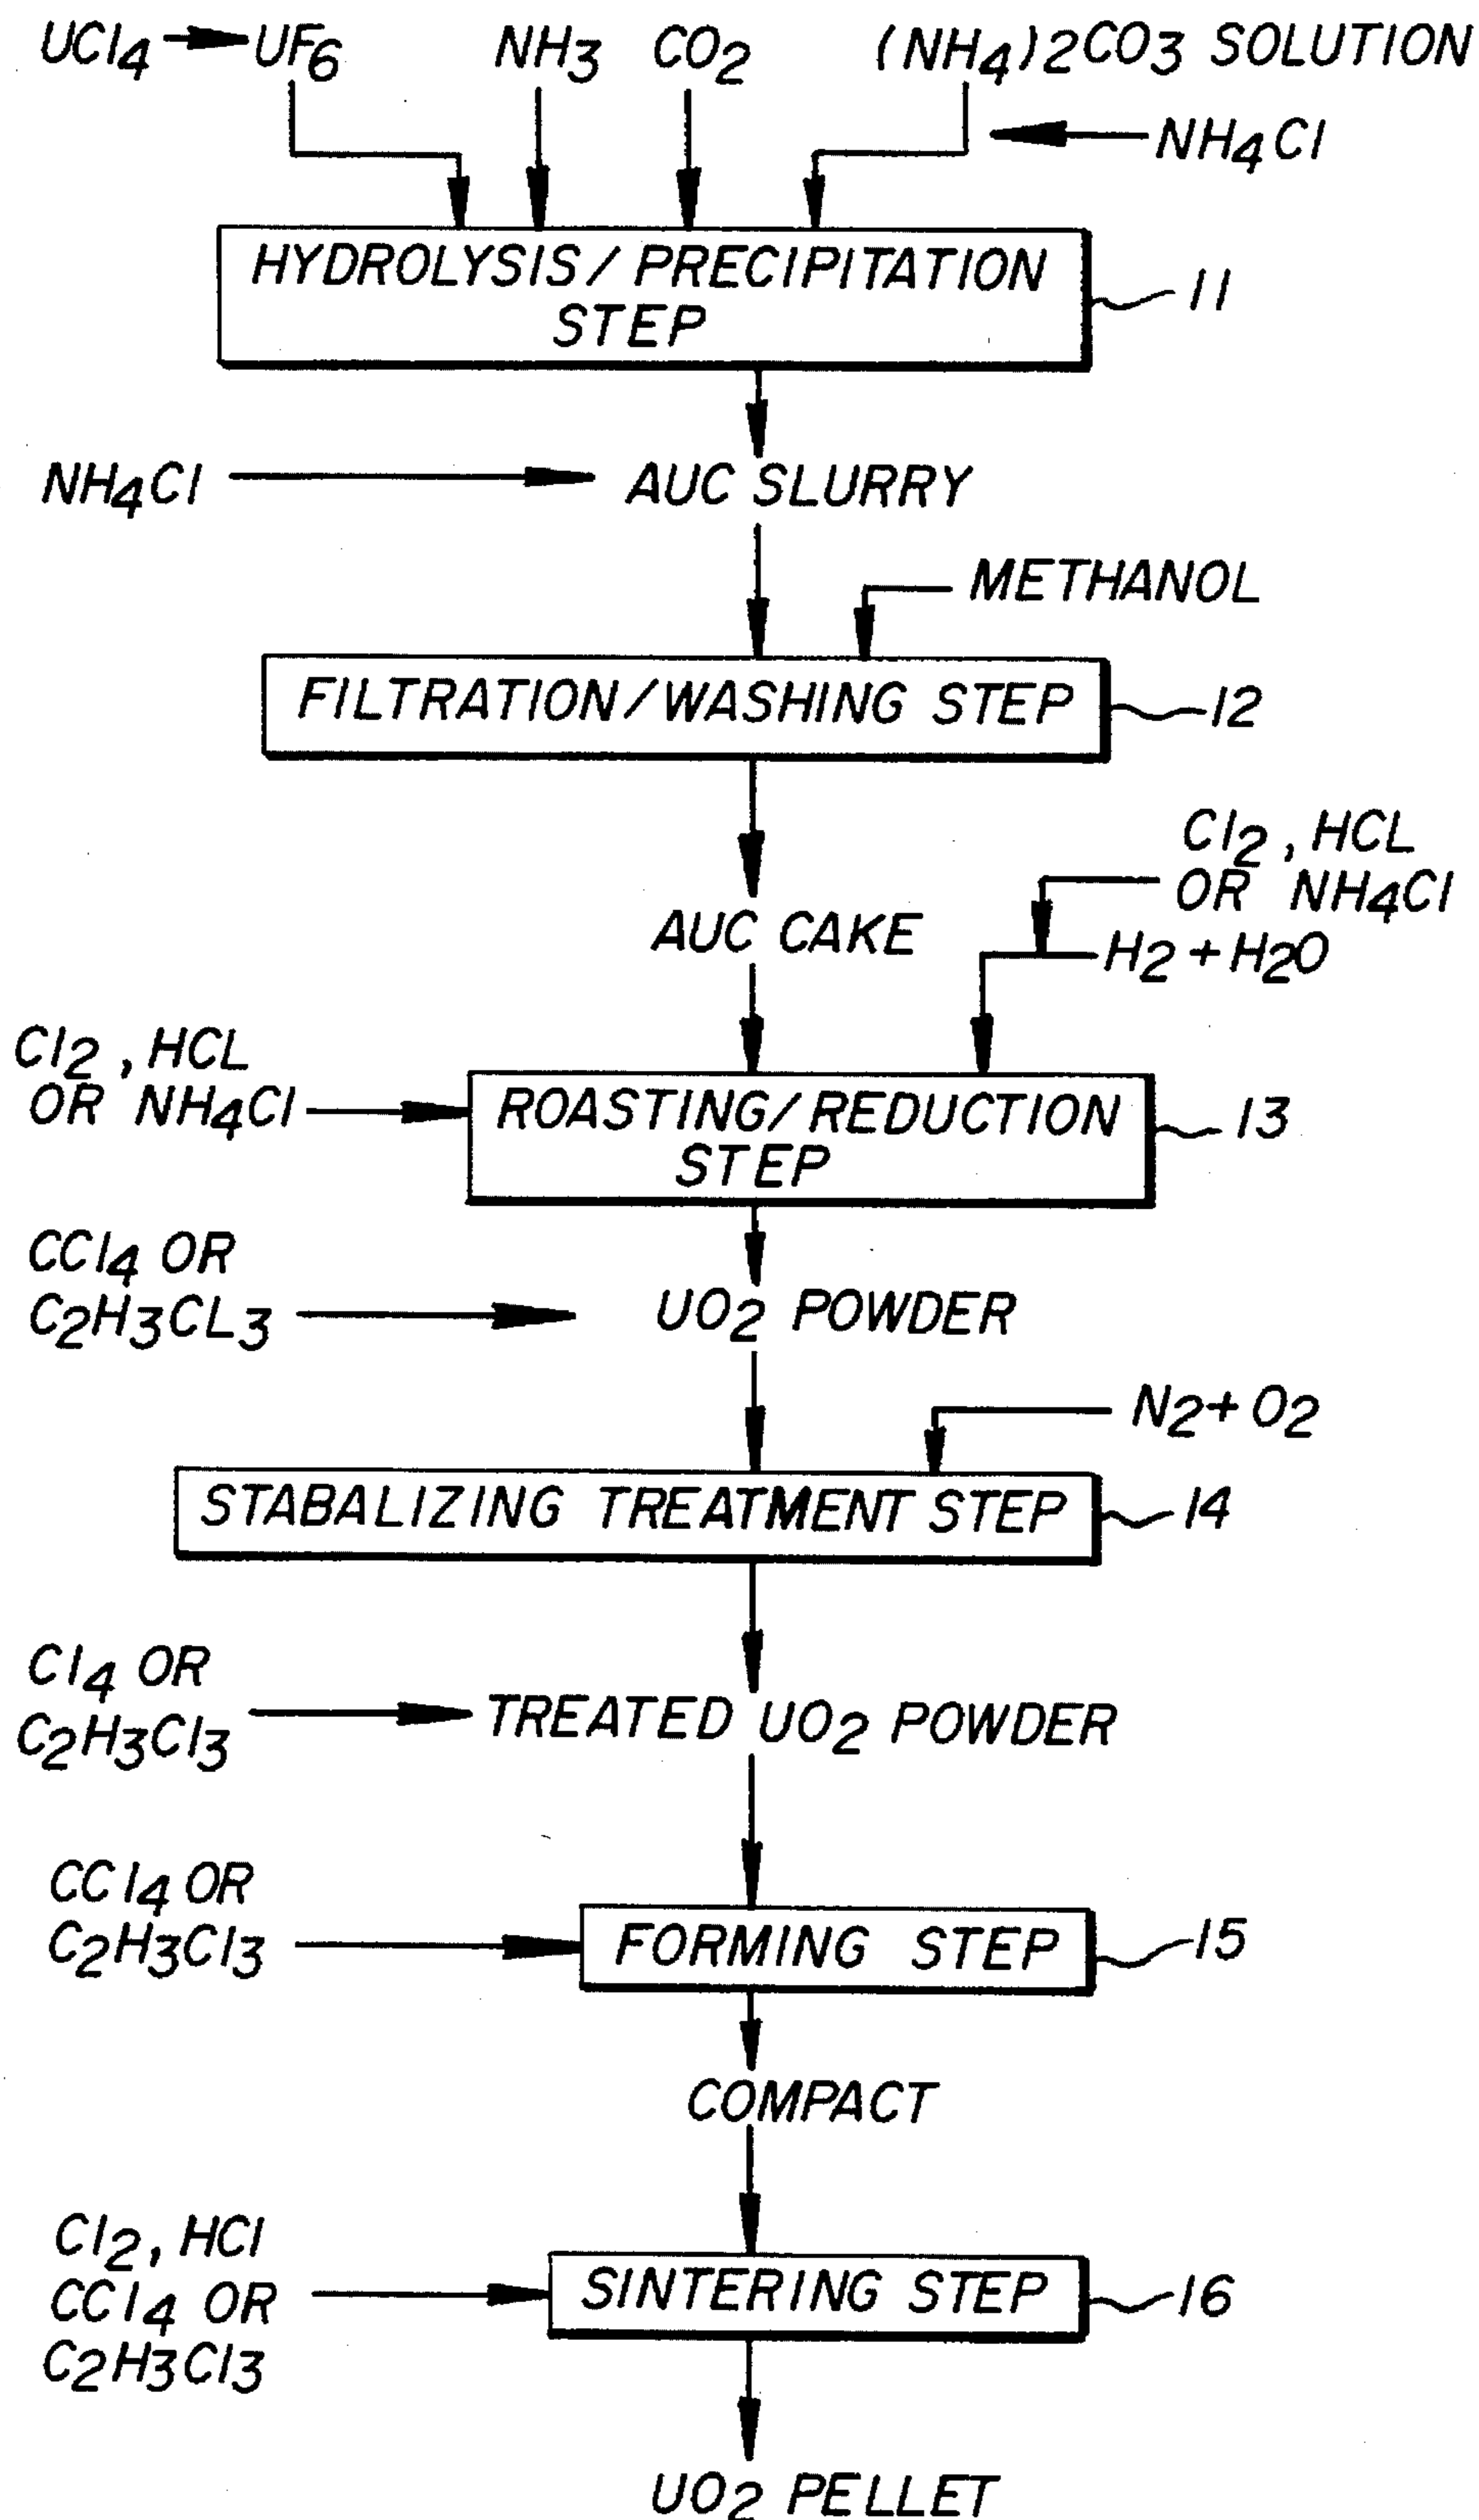 UCl4 → UF6
NH3
CO2
(NH4)2CO3 SOLUTION
NH4Cl
HYDROLYSIS/PRECIPITATION
STEP
11
NH4Cl
AUC SLURRY
METHANOL
FILTRATION/WASHING STEP
12
Cl2, HCL
OR NH4Cl
AUC CAKE
H2+H2O
Cl2, HCL
OR NH4Cl
ROASTING/REDUCTION
STEP
13
CCl4 OR
C2H3CL3
UO2 POWDER
N2+O2
STABALIZING TREATMENT STEP
14
Cl4 OR
C2H3Cl3
TREATED UO2 POWDER
CCl4 OR
C2H3Cl3
FORMING STEP
15
COMPACT
Cl2, HCl
CCl4 OR
C2H3Cl3
SINTERING STEP
16
UO2 PELLET